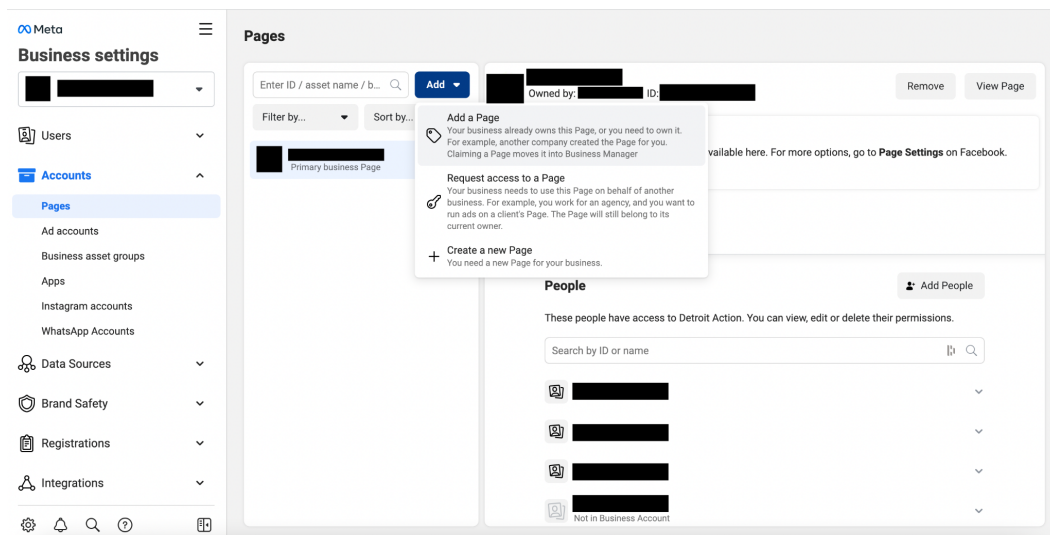 Meta
Business settings
Users
Accounts
Pages
Ad accounts
Business asset groups
Apps
Instagram accounts
WhatsApp Accounts
Data Sources
Brand Safety
Registrations
Integrations
Pages
Enter ID / asset name / b...
Add
Filter by...
Sort by...
Primary business Page
Add a Page
Your business already owns this Page, or you need to own it.
For example, another company created the Page for you.
Claiming a Page moves it into Business Manager
Request access to a Page
Your business needs to use this Page on behalf of another
business. For example, you work for an agency, and you want to
run ads on a client's Page. The Page will still belong to its
current owner.
Create a new Page
You need a new Page for your business.
Owned by: ID:
Remove
View Page
vailable here. For more options, go to Page Settings on Facebook.
People
Add People
These people have access to Detroit Action. You can view, edit or delete their permissions.
Search by ID or name
Not in Business Account